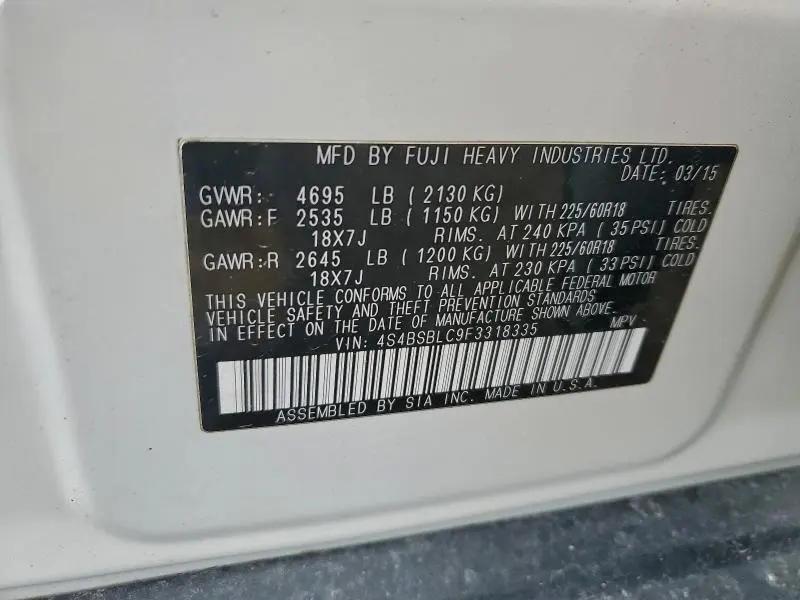 MFD BY FUJI HEAVY INDUSTRIES LTD.
DATE: 03/15
GVWR: 4695 LB ( 2130 KG)
GAWR:F 2535 LB ( 1150 KG) WITH 225/60R18 TIRES.
18X7J RIMS. AT 240 KPA ( 35 PSI) COLD
GAWR:R 2645 LB ( 1200 KG) WITH 225/60R18 TIRES.
18X7J RIMS. AT 230 KPA ( 33 PSI) COLD
THIS VEHICLE CONFORMS TO ALL APPLICABLE FEDERAL MOTOR
VEHICLE SAFETY AND THEFT PREVENTION STANDARDS
IN EFFECT ON THE DATE OF MANUFACTURE SHOWN ABOVE.
VIN: 4S4BSBLC9F3318335 MPV
ASSEMBLED BY SIA INC. MADE IN U.S.A.